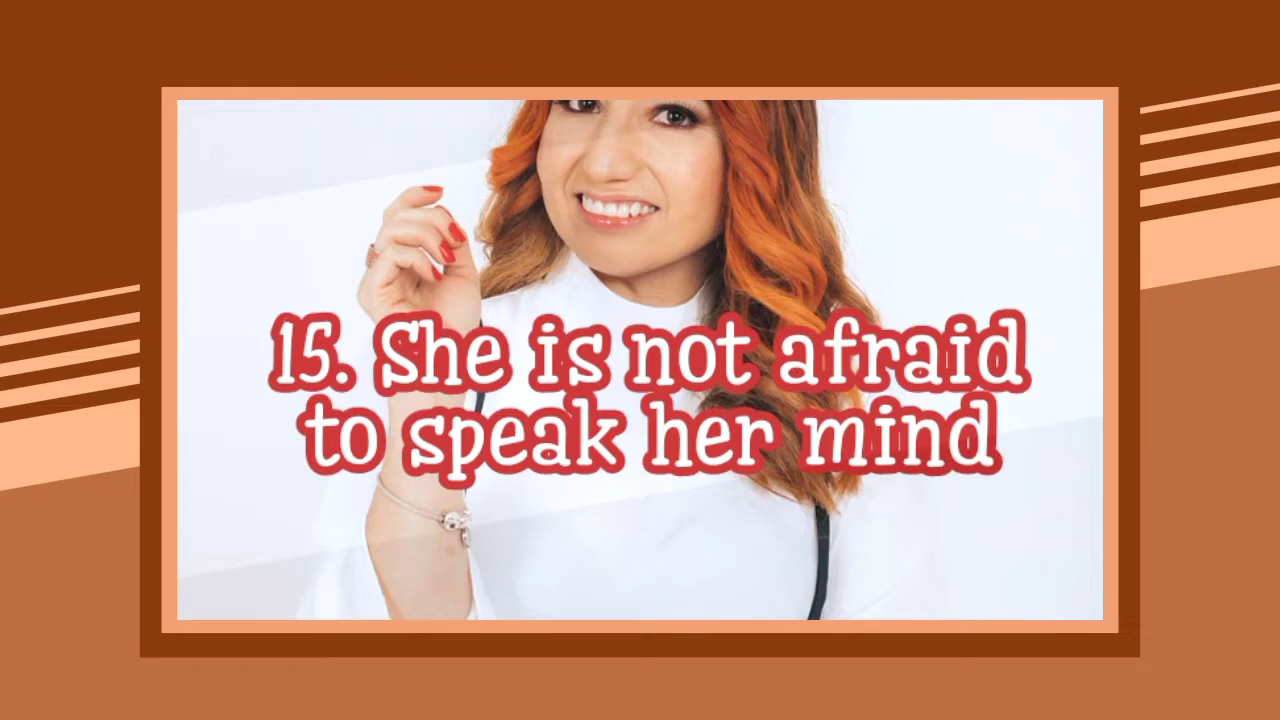 15. She is not afraid
to speak her mind